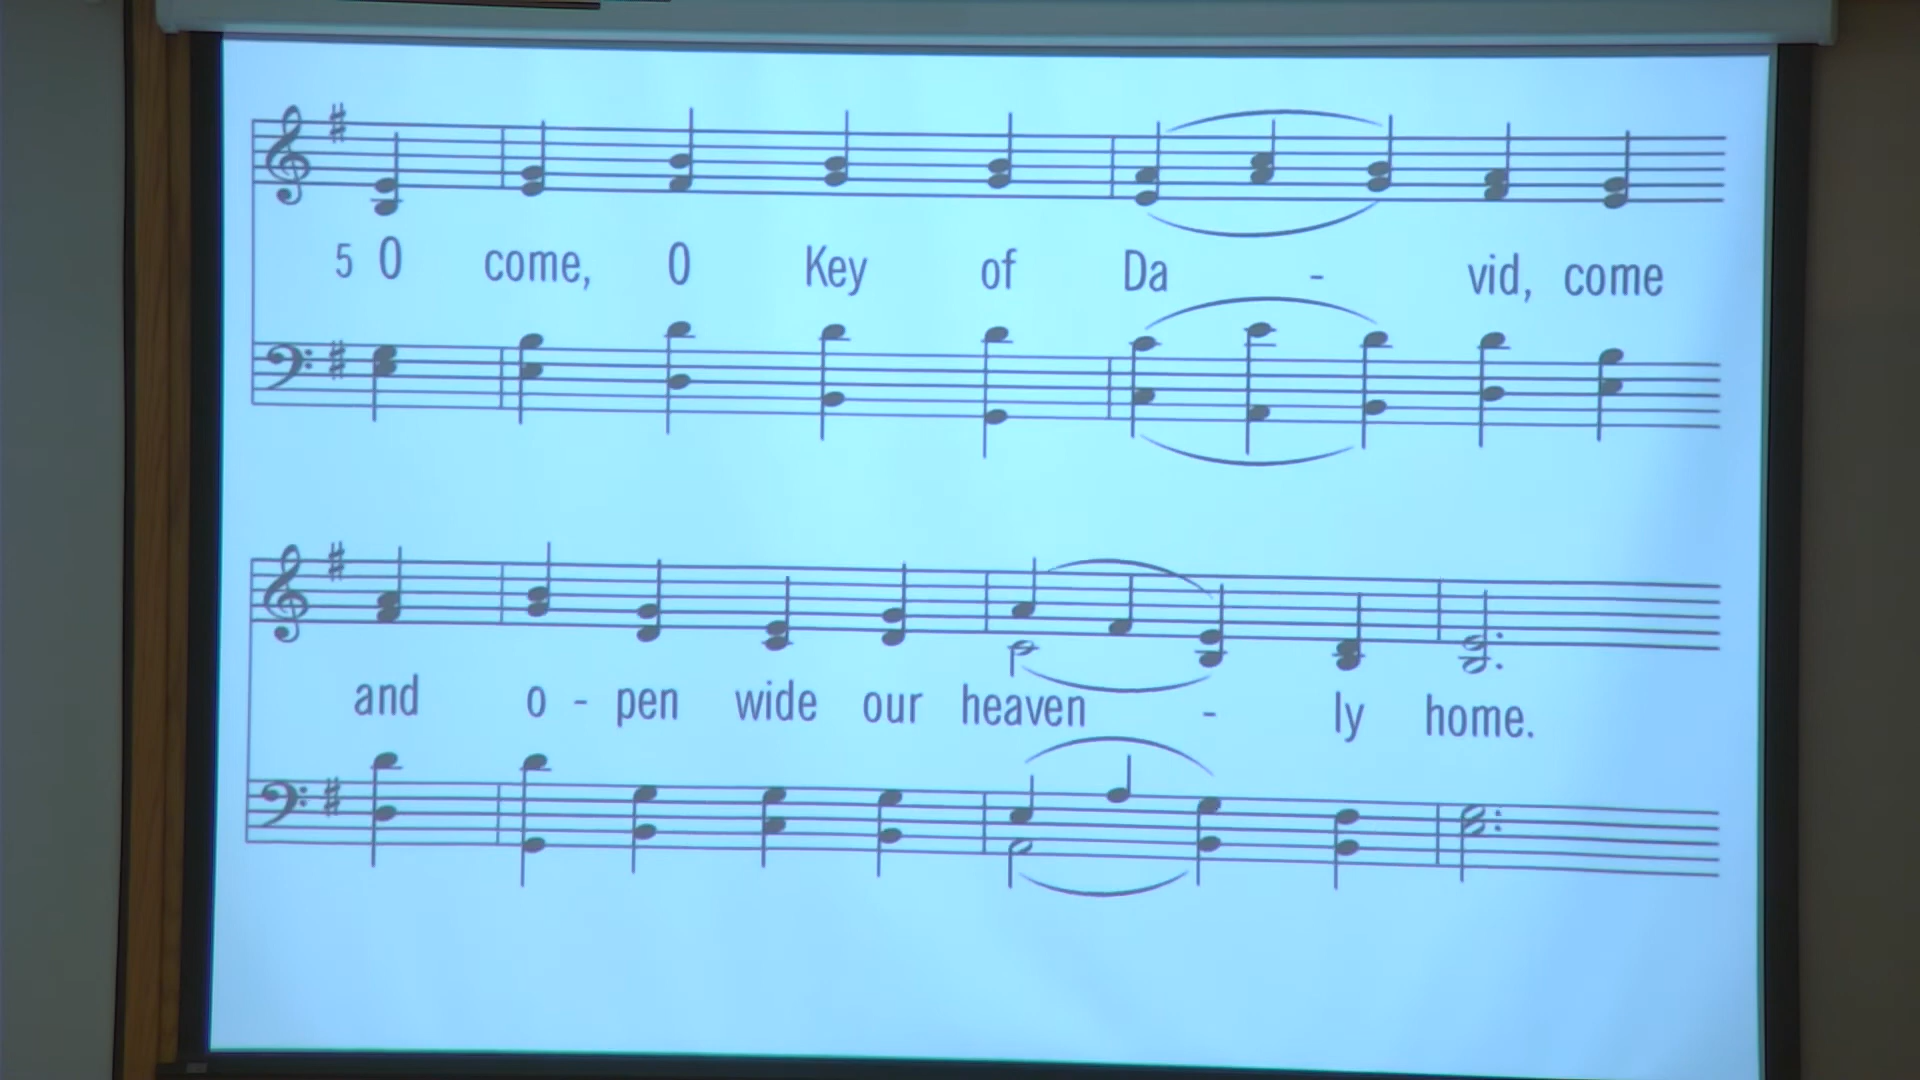 5 O come, O Key of Da - vid, come
and o - pen wide our heaven - ly home.